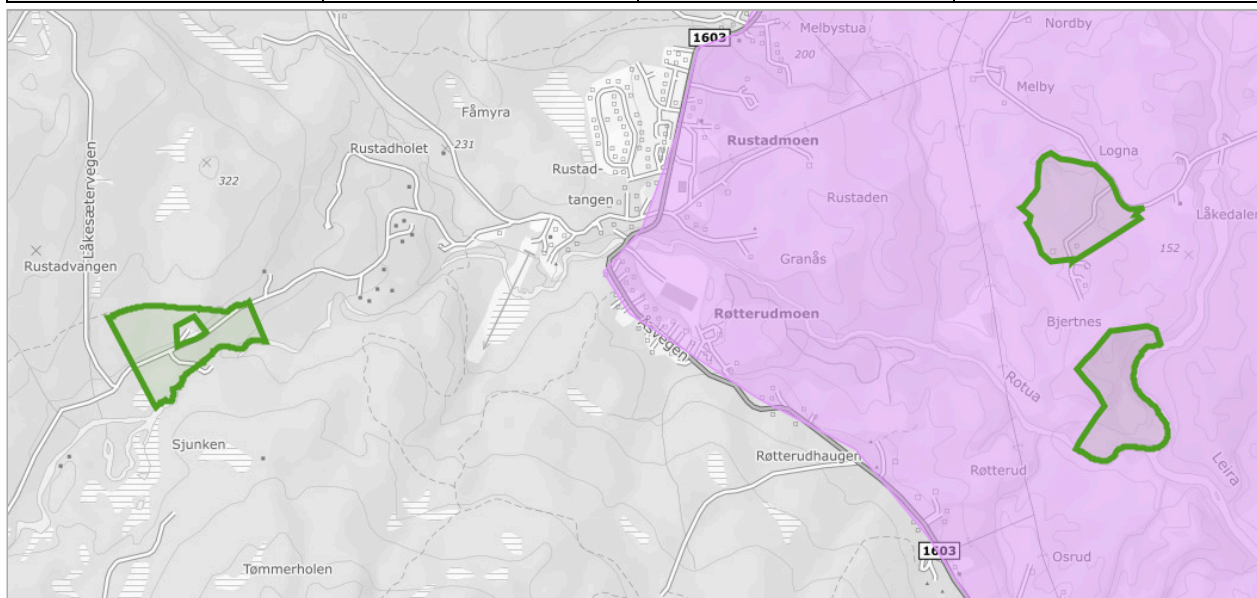 1603
Melbystua
200
Nordby
Melby
Fåmyra
231
Rustadholet
Rustadmoen
Logna
322
Rustad-
tangen
Rustaden
Låkedalen
152
Låkesætervegen
Rustadvangen
Granås
Røtterudmoen
Bjertnes
Åsvegen
Rotua
Sjunken
Røtterudhaugen
Røtterud
Leira
1603
Osrud
Tømmerholen